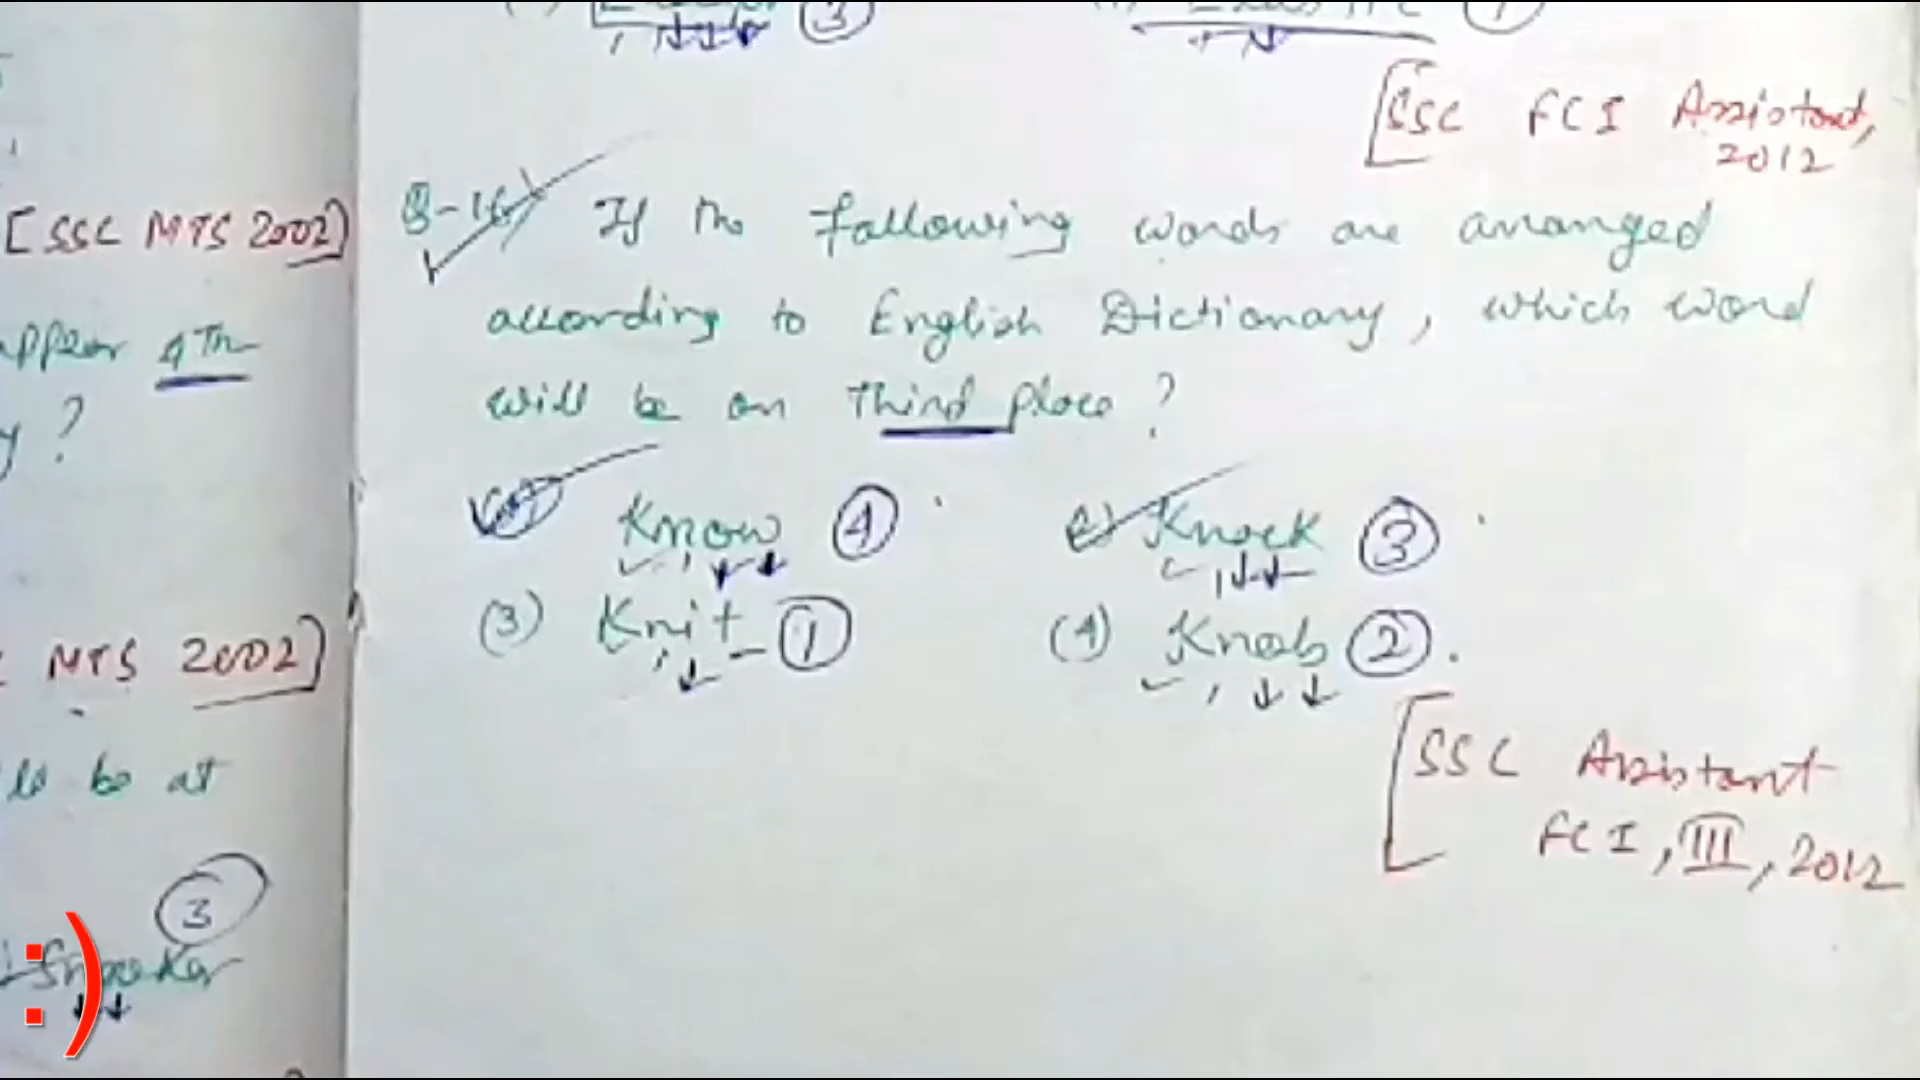 [SSC MTS 2002]
appear 4Th
y ?
MTS 2002]
be at
3
:)
3
[SSC FCI Assistant,
2012
Q-16) If the following words are arranged
according to English Dictionary, which word
will be on third place ?
Know 4
2) Knock 3
(3) Knit 1
(4) Knob 2
[SSC Assistant
FCI, III, 2012